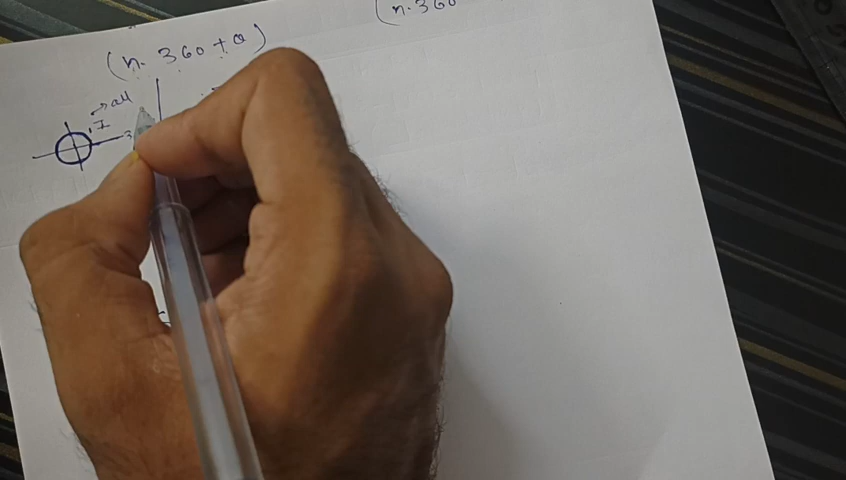 (n. 360 + θ)
(n. 360
→ all
I